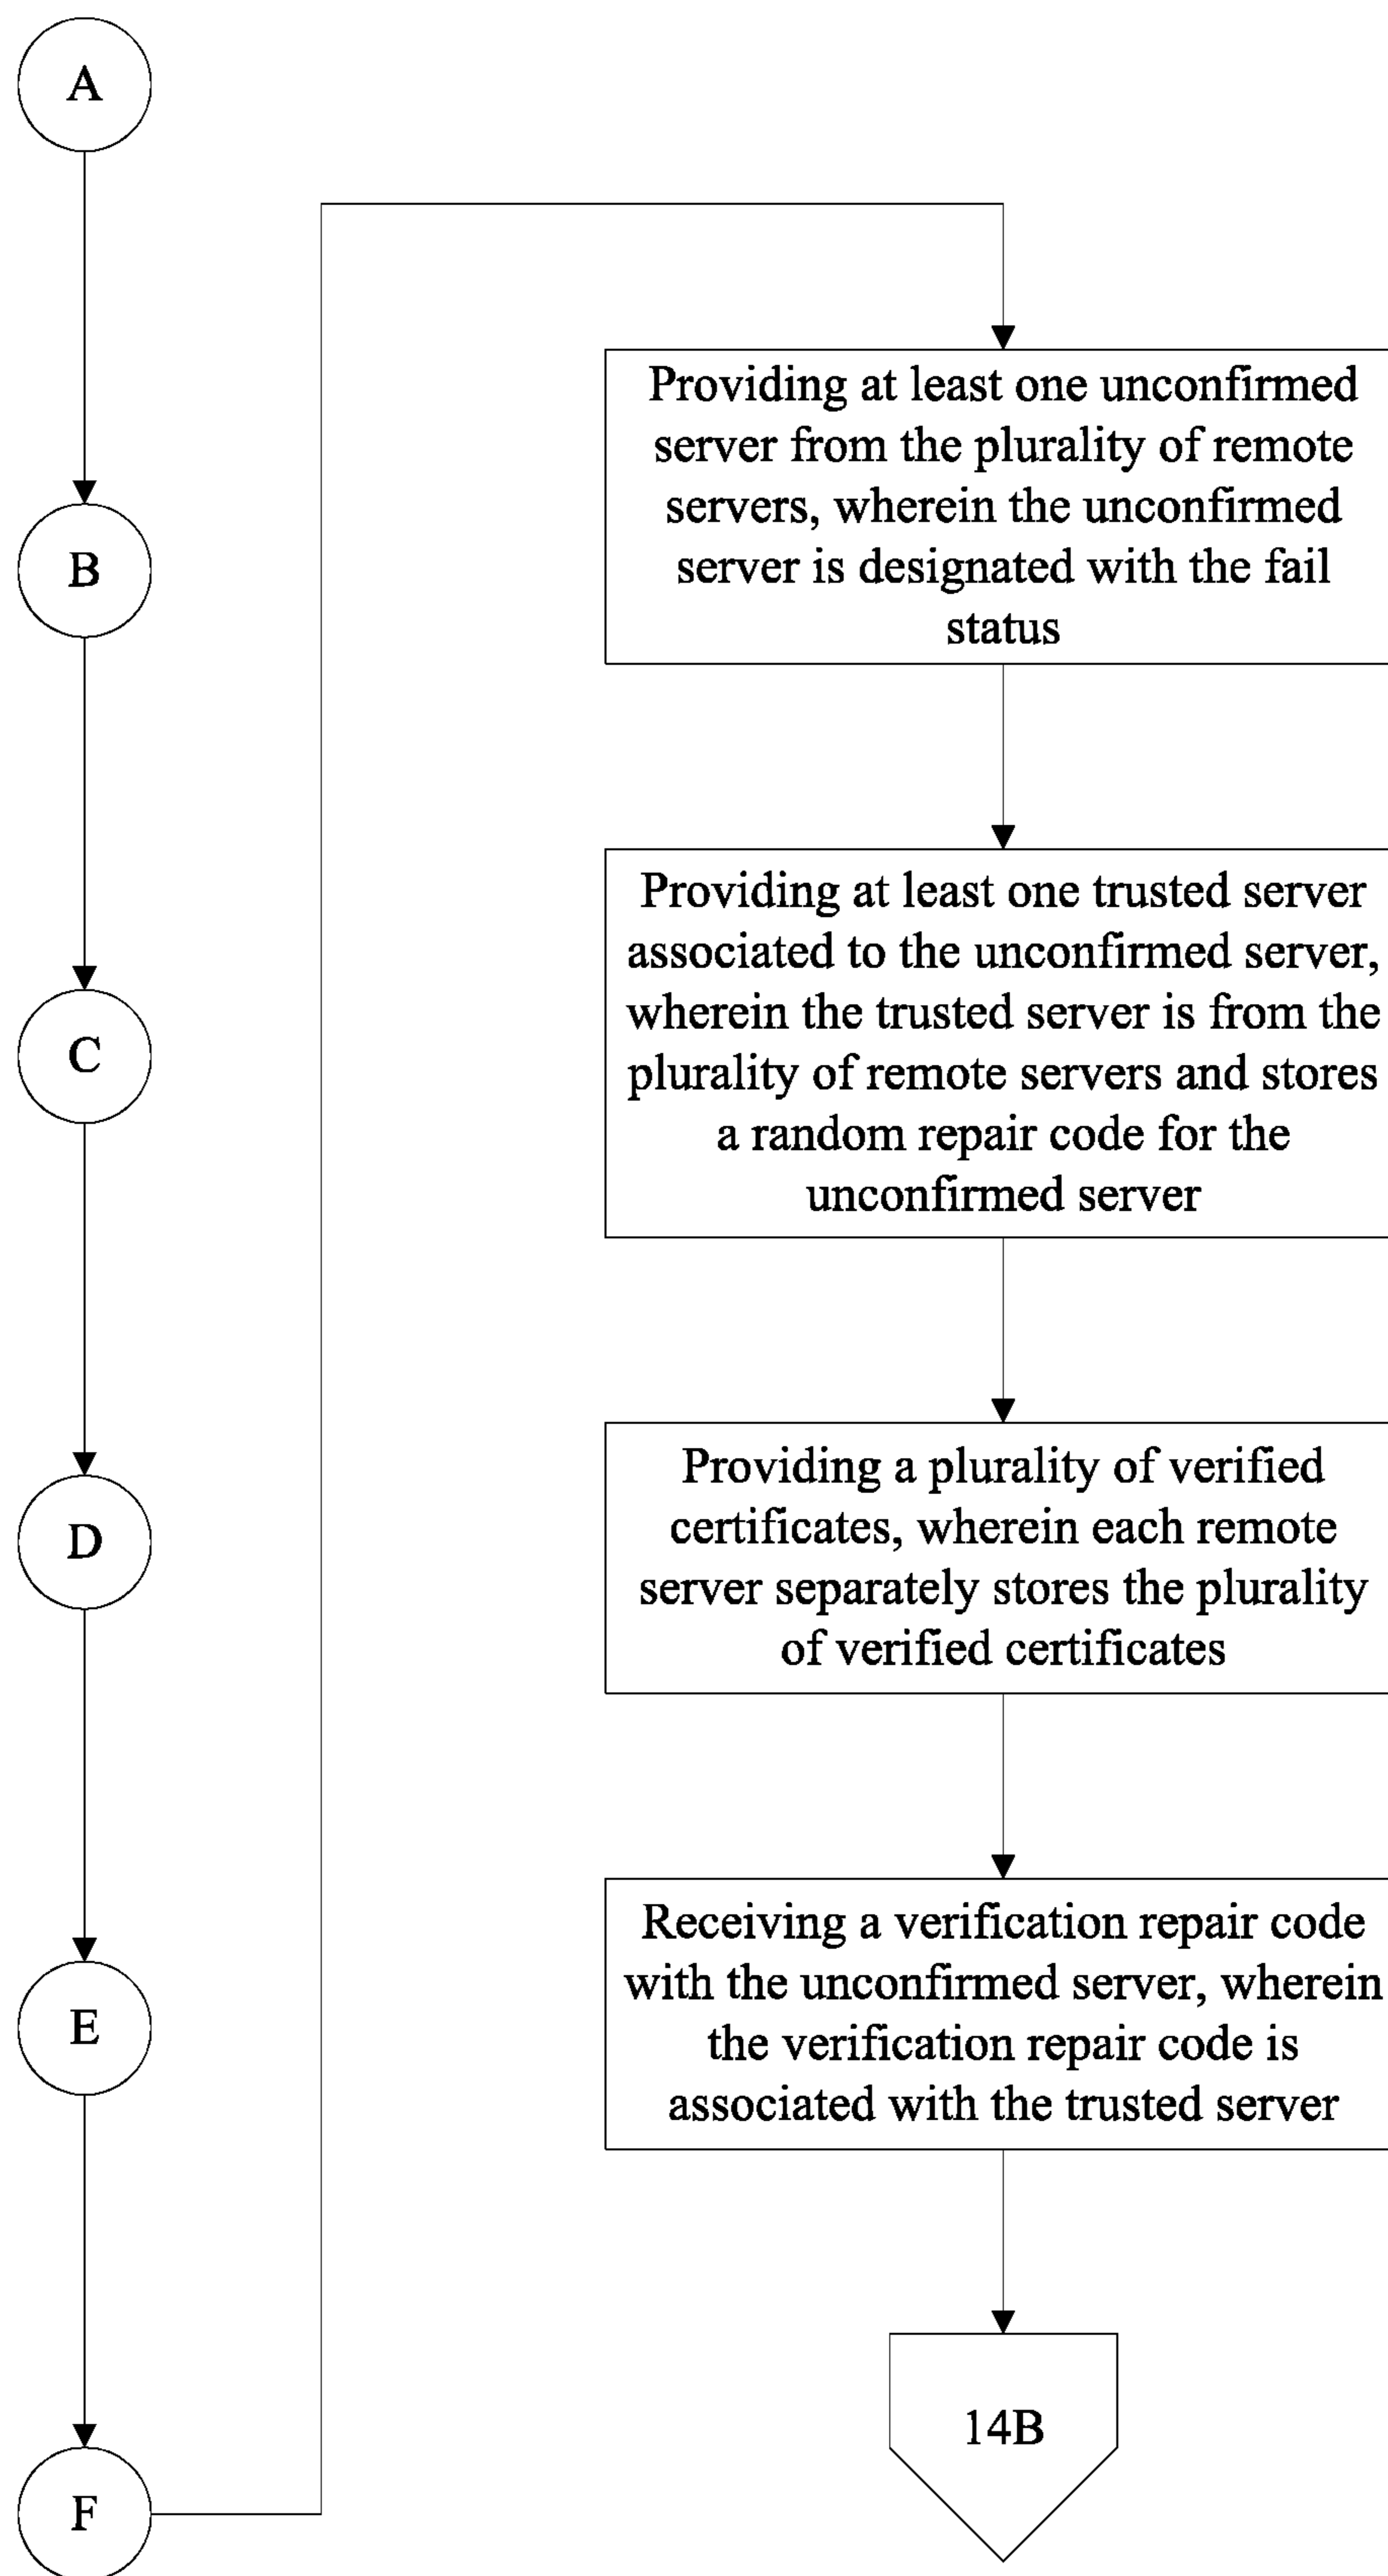 A
B
C
D
E
F
Providing at least one unconfirmed
server from the plurality of remote
servers, wherein the unconfirmed
server is designated with the fail
status
Providing at least one trusted server
associated to the unconfirmed server,
wherein the trusted server is from the
plurality of remote servers and stores
a random repair code for the
unconfirmed server
Providing a plurality of verified
certificates, wherein each remote
server separately stores the plurality
of verified certificates
Receiving a verification repair code
with the unconfirmed server, wherein
the verification repair code is
associated with the trusted server
14B